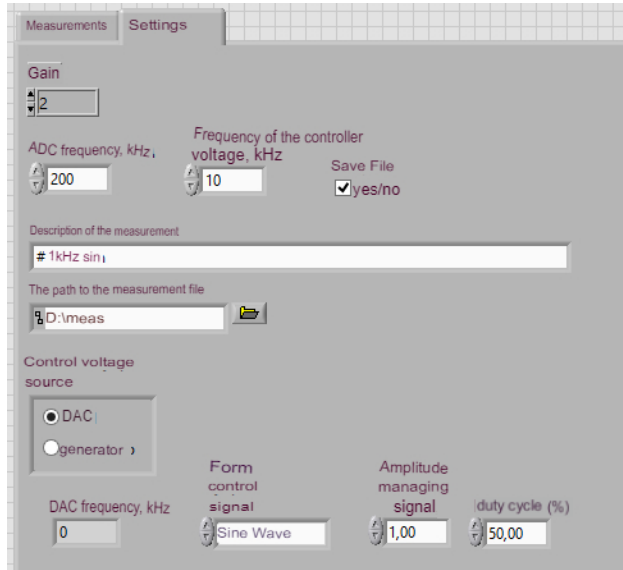 Measurements Settings
Gain
2
ADC frequency, kHz
Frequency of the controller
voltage, kHz
Save File
200
10
yes/no
Description of the measurement
# 1kHz sin
The path to the measurement file
D:\meas
Control voltage
source
DAC
generator
Form
control
signal
Amplitude
managing
signal
DAC frequency, kHz
duty cycle (%)
0
Sine Wave
1,00
50,00